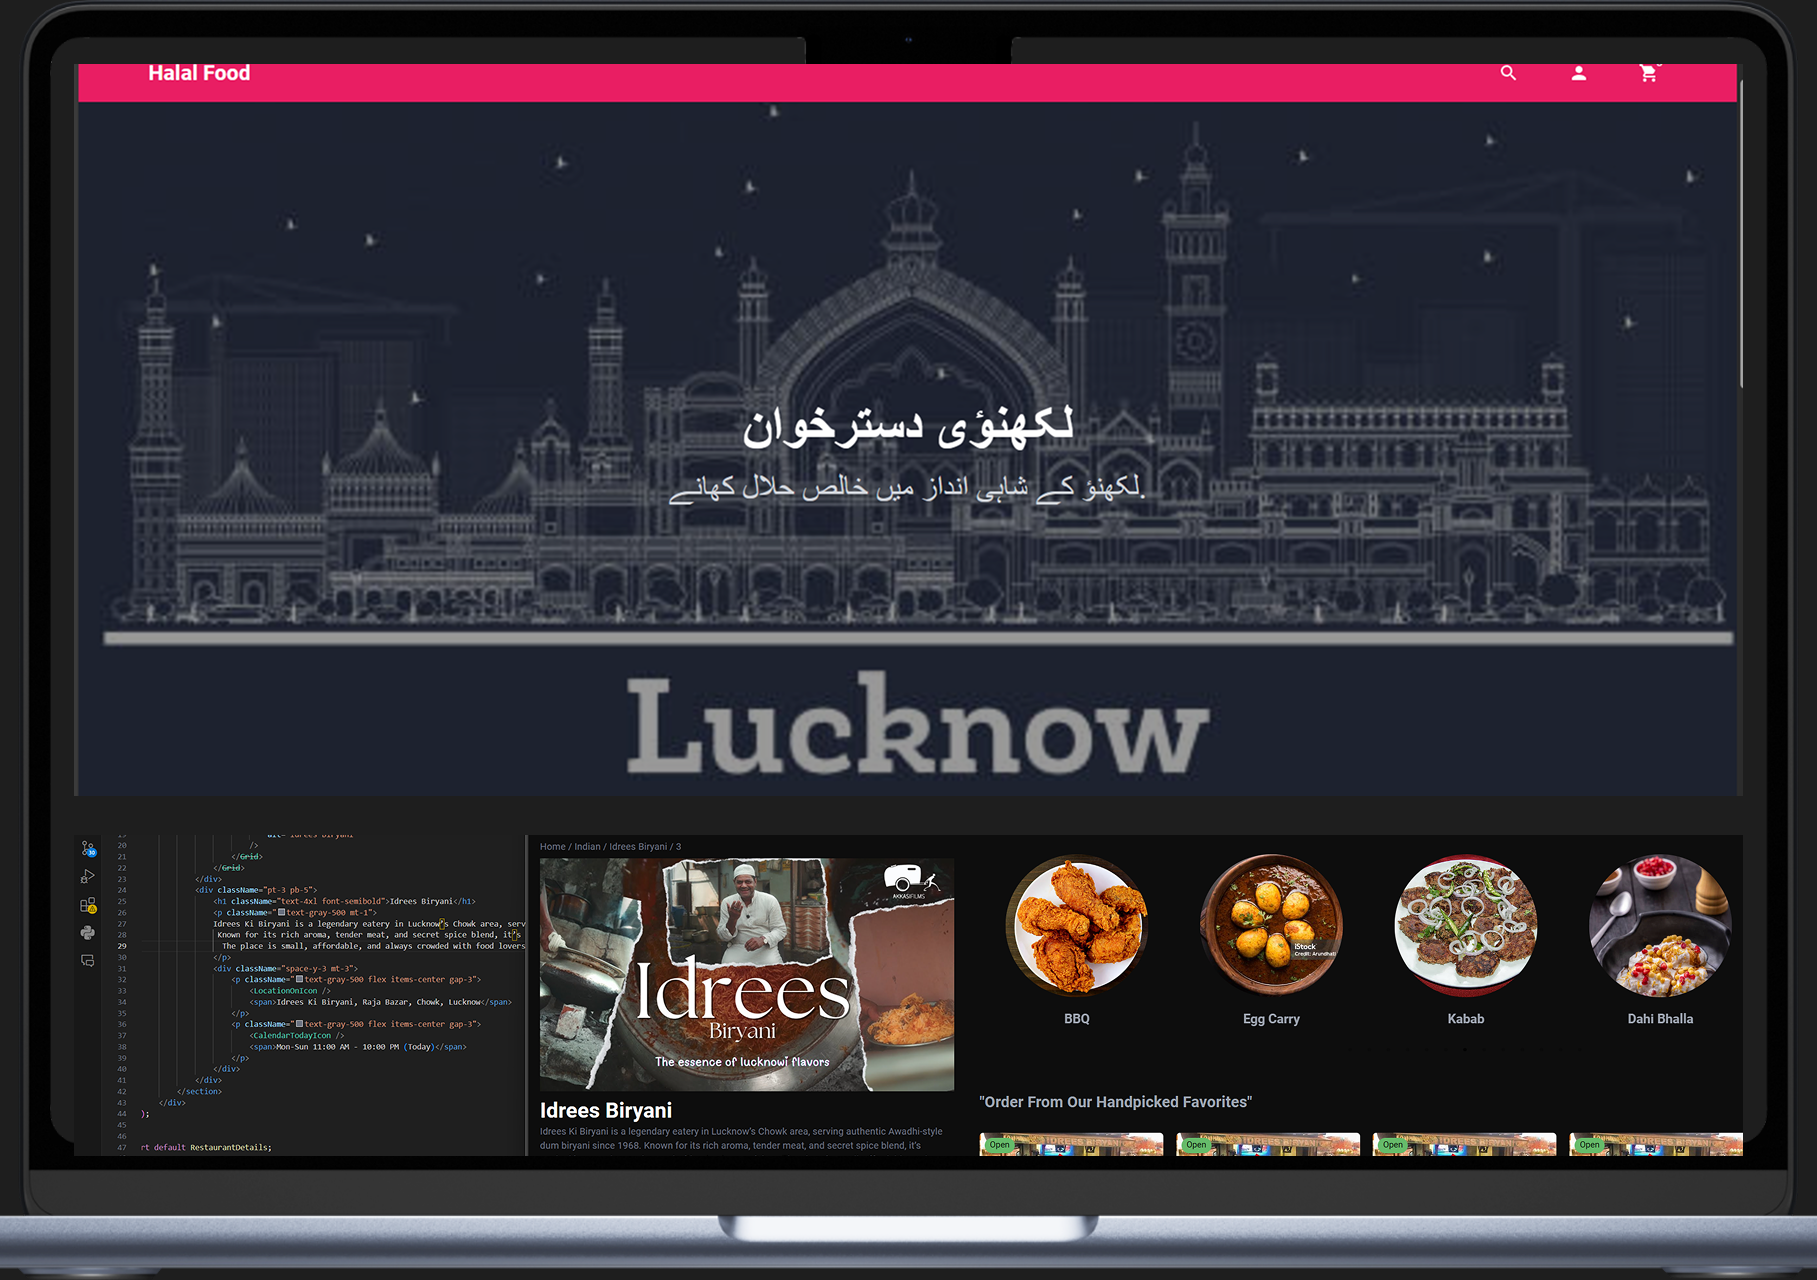 Halal Food
لکھنؤی دسترخوان
لکھنؤ کے شاہی انداز میں خالص حلال کھانے.
Lucknow
20 />
21 </Grid>
22 </Grid>
23 </div>
24 <div className="pt-3 pb-5">
25 <h1 className="text-4xl font-semibold">Idrees Biryani</h1>
26 <p className="text-gray-500 mt-1">
27 Idrees Ki Biryani is a legendary eatery in Lucknow's Chowk area, serv
28 Known for its rich aroma, tender meat, and secret spice blend, it's
29 The place is small, affordable, and always crowded with food lovers
30 </p>
31 <div className="space-y-3 mt-3">
32 <p className="text-gray-500 flex items-center gap-3">
33 <LocationOnIcon />
34 <span>Idrees Ki Biryani, Raja Bazar, Chowk, Lucknow</span>
35 </p>
36 <p className="text-gray-500 flex items-center gap-3">
37 <CalendarTodayIcon />
38 <span>Mon-Sun 11:00 AM - 10:00 PM (Today)</span>
39 </p>
40 </div>
41 </div>
42 </section>
43 </div>
44 );
45
46
47 rt default RestaurantDetails;
Home / Indian / Idrees Biryani / 3
AKKASIFILMS
Idrees
Biryani
The essence of lucknowi flavors
Idrees Biryani
Idrees Ki Biryani is a legendary eatery in Lucknow's Chowk area, serving authentic Awadhi-style
dum biryani since 1968. Known for its rich aroma, tender meat, and secret spice blend, it's
iStock
Credit: Arundhati
BBQ
Egg Carry
Kabab
Dahi Bhalla
"Order From Our Handpicked Favorites"
Open
IDREES BIRYANI
Open
IDREES BIRYANI
Open
IDREES BIRYANI
Open
IDREES BIRYANI